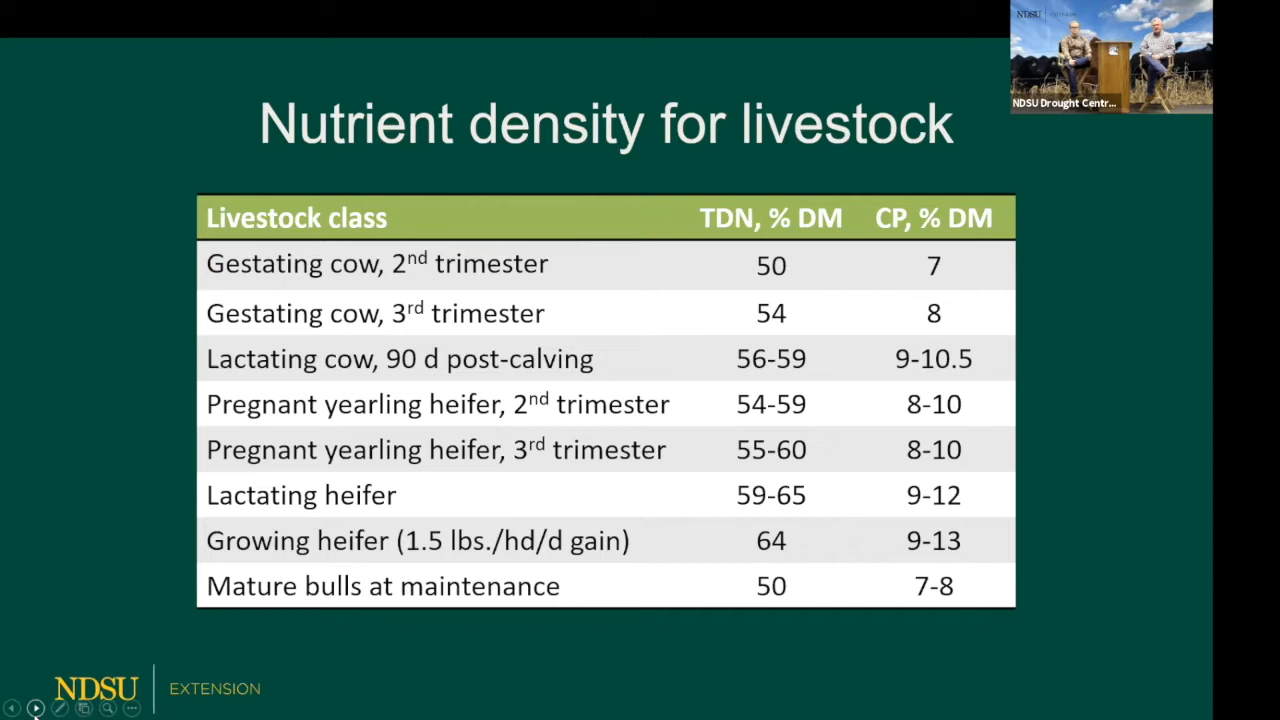 NDSU
NDSU Drought Centr...
Nutrient density for livestock
Livestock class TDN, % DM CP, % DM
Gestating cow, 2nd trimester 50 7
Gestating cow, 3rd trimester 54 8
Lactating cow, 90 d post-calving 56-59 9-10.5
Pregnant yearling heifer, 2nd trimester 54-59 8-10
Pregnant yearling heifer, 3rd trimester 55-60 8-10
Lactating heifer 59-65 9-12
Growing heifer (1.5 lbs./hd/d gain) 64 9-13
Mature bulls at maintenance 50 7-8
NDSU EXTENSION